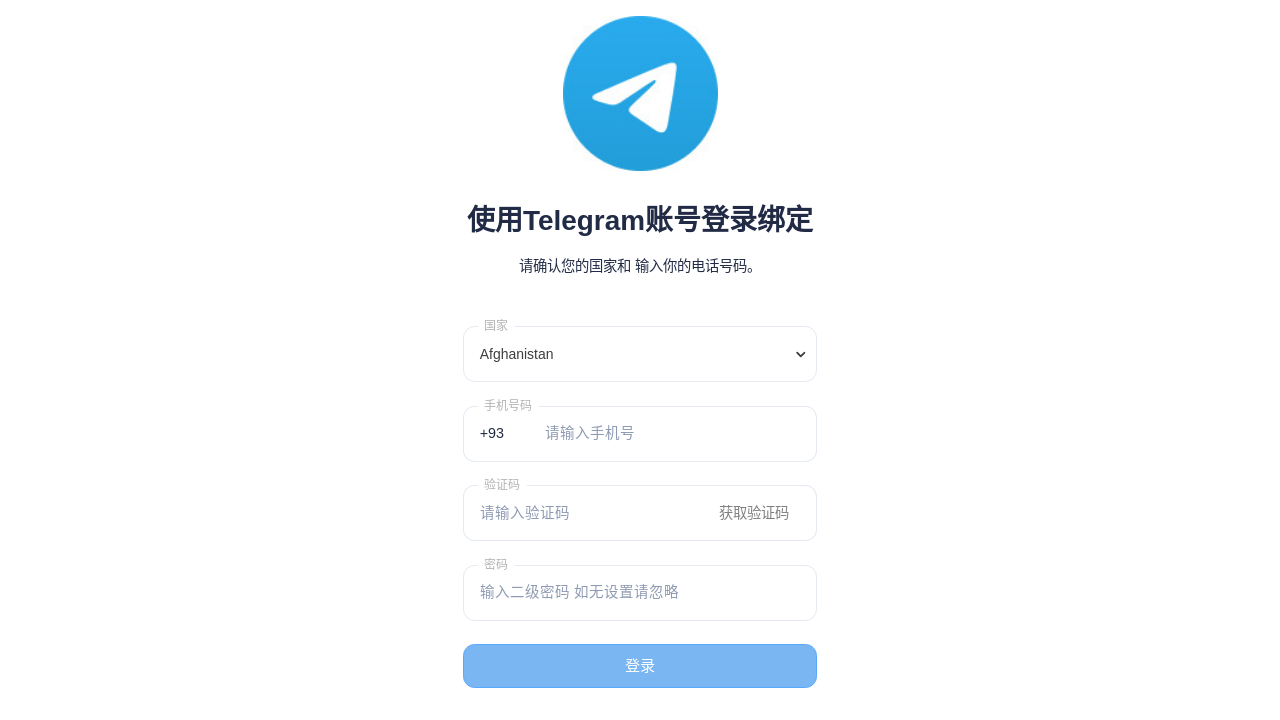 使用Telegram账号登录绑定
请确认您的国家和 输入你的电话号码。
国家
Afghanistan
手机号码
+93 请输入手机号
验证码
请输入验证码 获取验证码
密码
输入二级密码 如无设置请忽略
登录